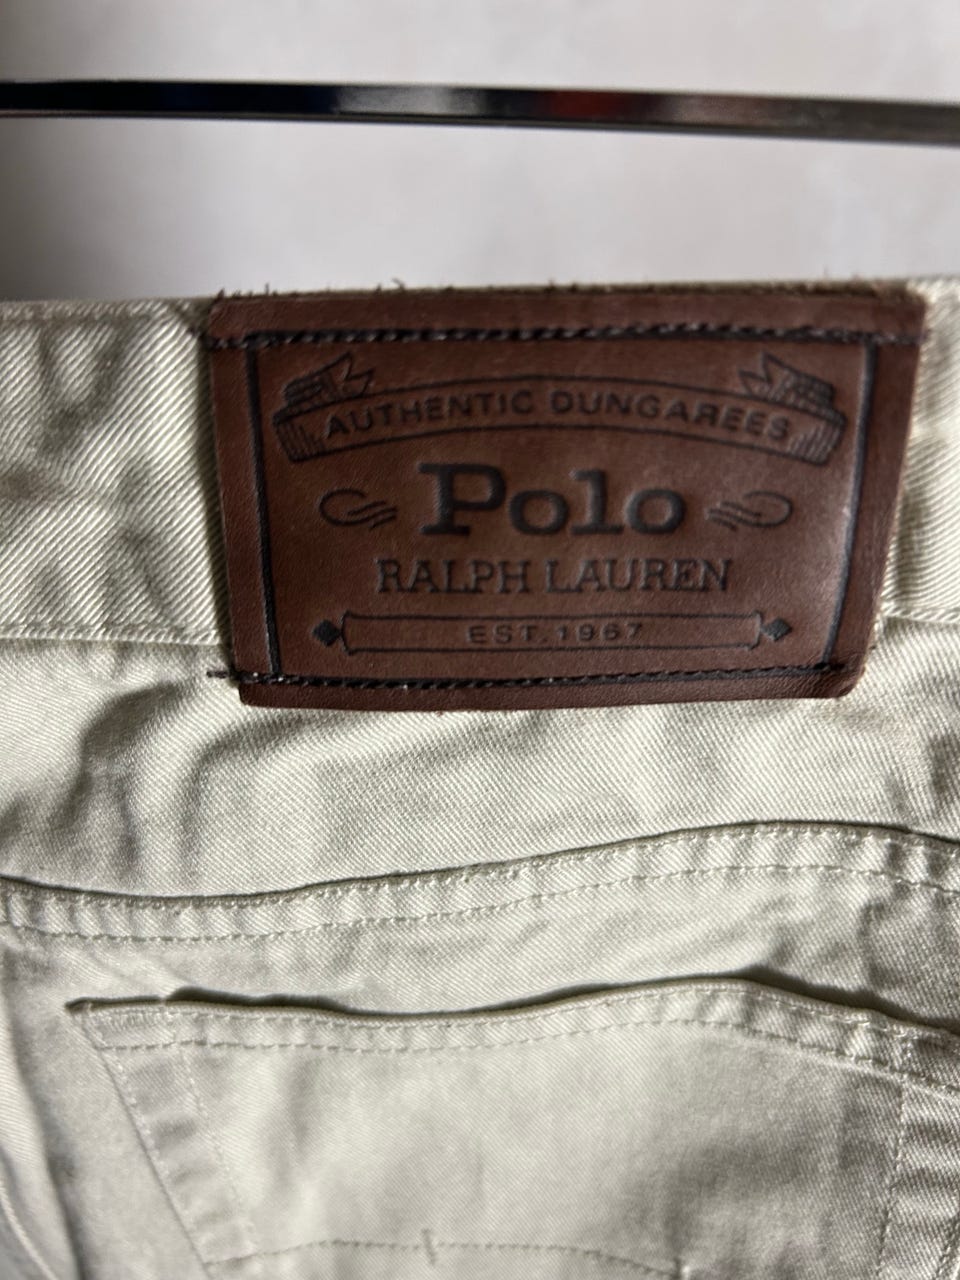 AUTHENTIC DUNGAREES
Polo
RALPH LAUREN
EST. 1967